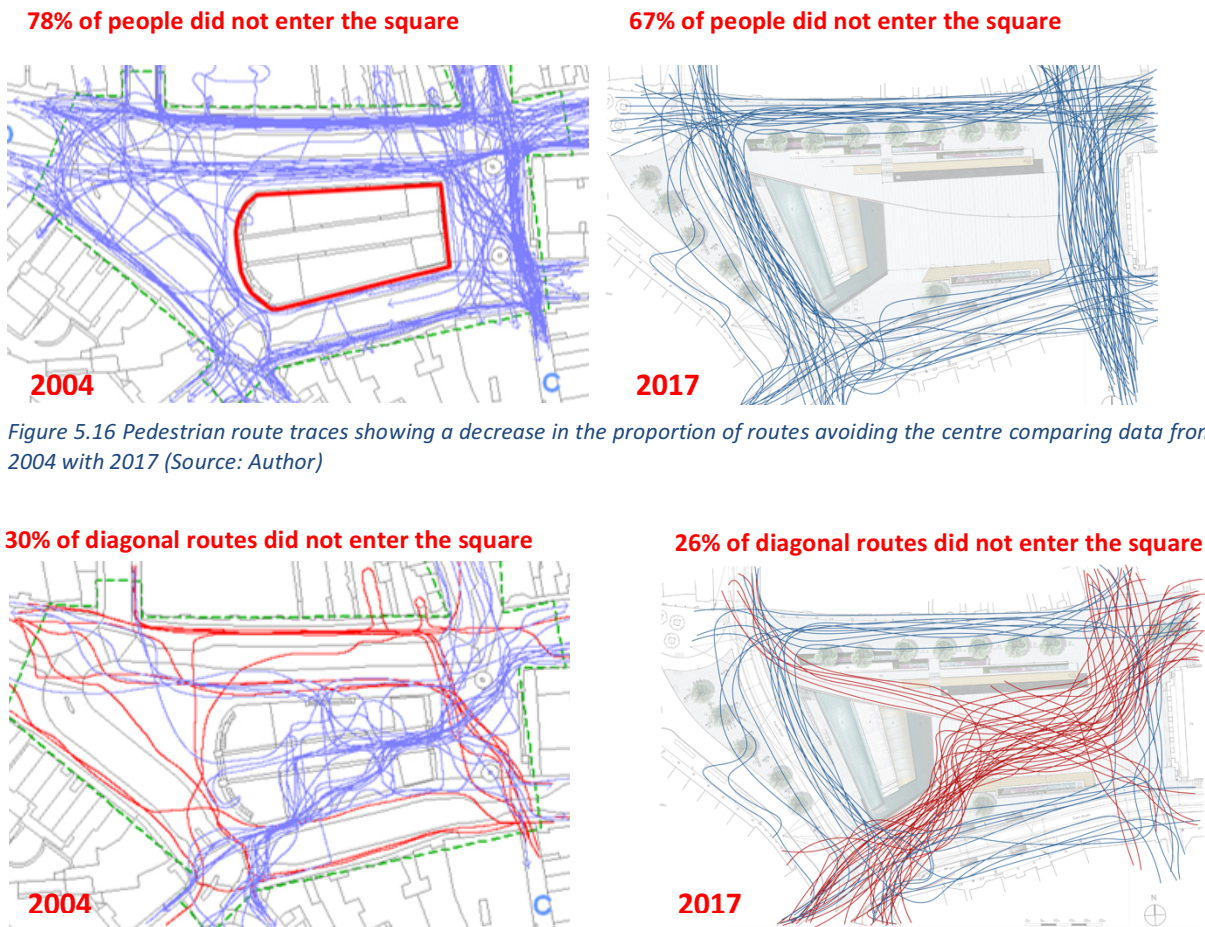 78% of people did not enter the square
67% of people did not enter the square
2004
C
2017
Figure 5.16 Pedestrian route traces showing a decrease in the proportion of routes avoiding the centre comparing data from
2004 with 2017 (Source: Author)
30% of diagonal routes did not enter the square
26% of diagonal routes did not enter the square
2004
C
2017
N